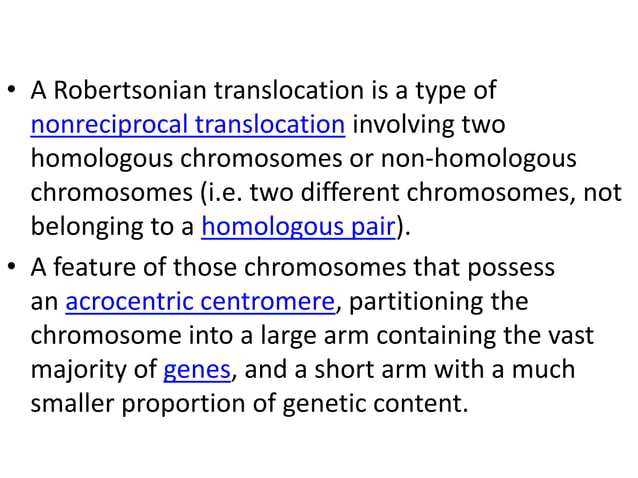 • A Robertsonian translocation is a type of
nonreciprocal translocation involving two
homologous chromosomes or non-homologous
chromosomes (i.e. two different chromosomes, not
belonging to a homologous pair).
• A feature of those chromosomes that possess
an acrocentric centromere, partitioning the
chromosome into a large arm containing the vast
majority of genes, and a short arm with a much
smaller proportion of genetic content.